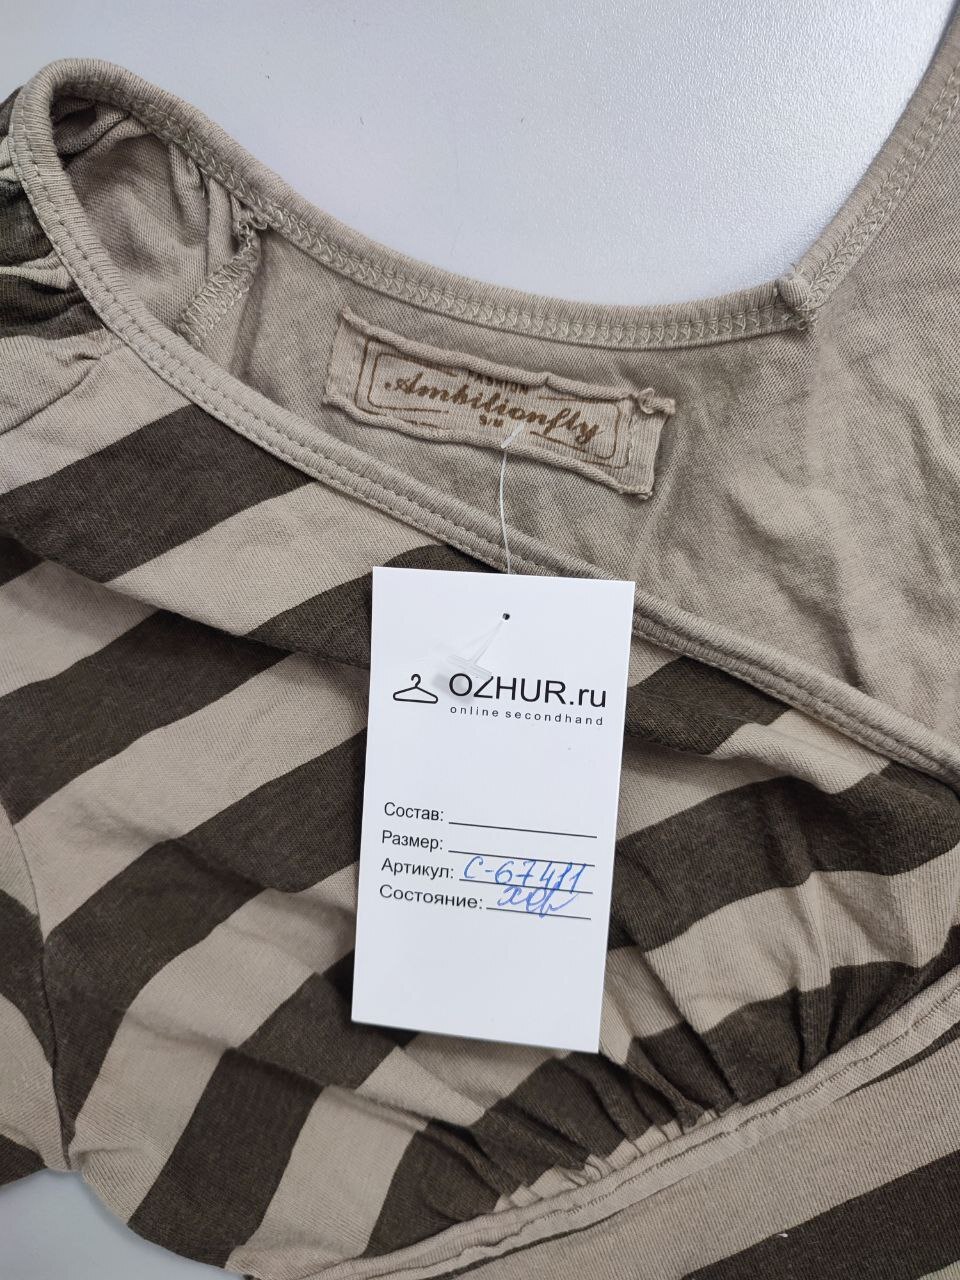 FASHION
Ambitionfly
S/M
OZHUR.ru
online secondhand
Состав:
Размер:
Артикул: С-67411
Состояние: хор